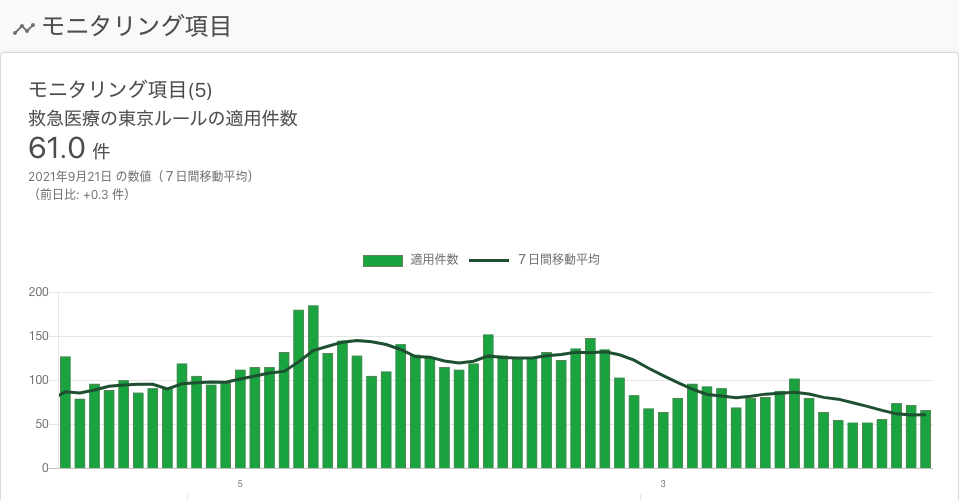 モニタリング項目
モニタリング項目(5)
救急医療の東京ルールの適用件数
61.0 件
2021年9月21日 の数値（７日間移動平均）
（前日比: +0.3 件）
適用件数 ７日間移動平均
200
150
100
50
0
5 3